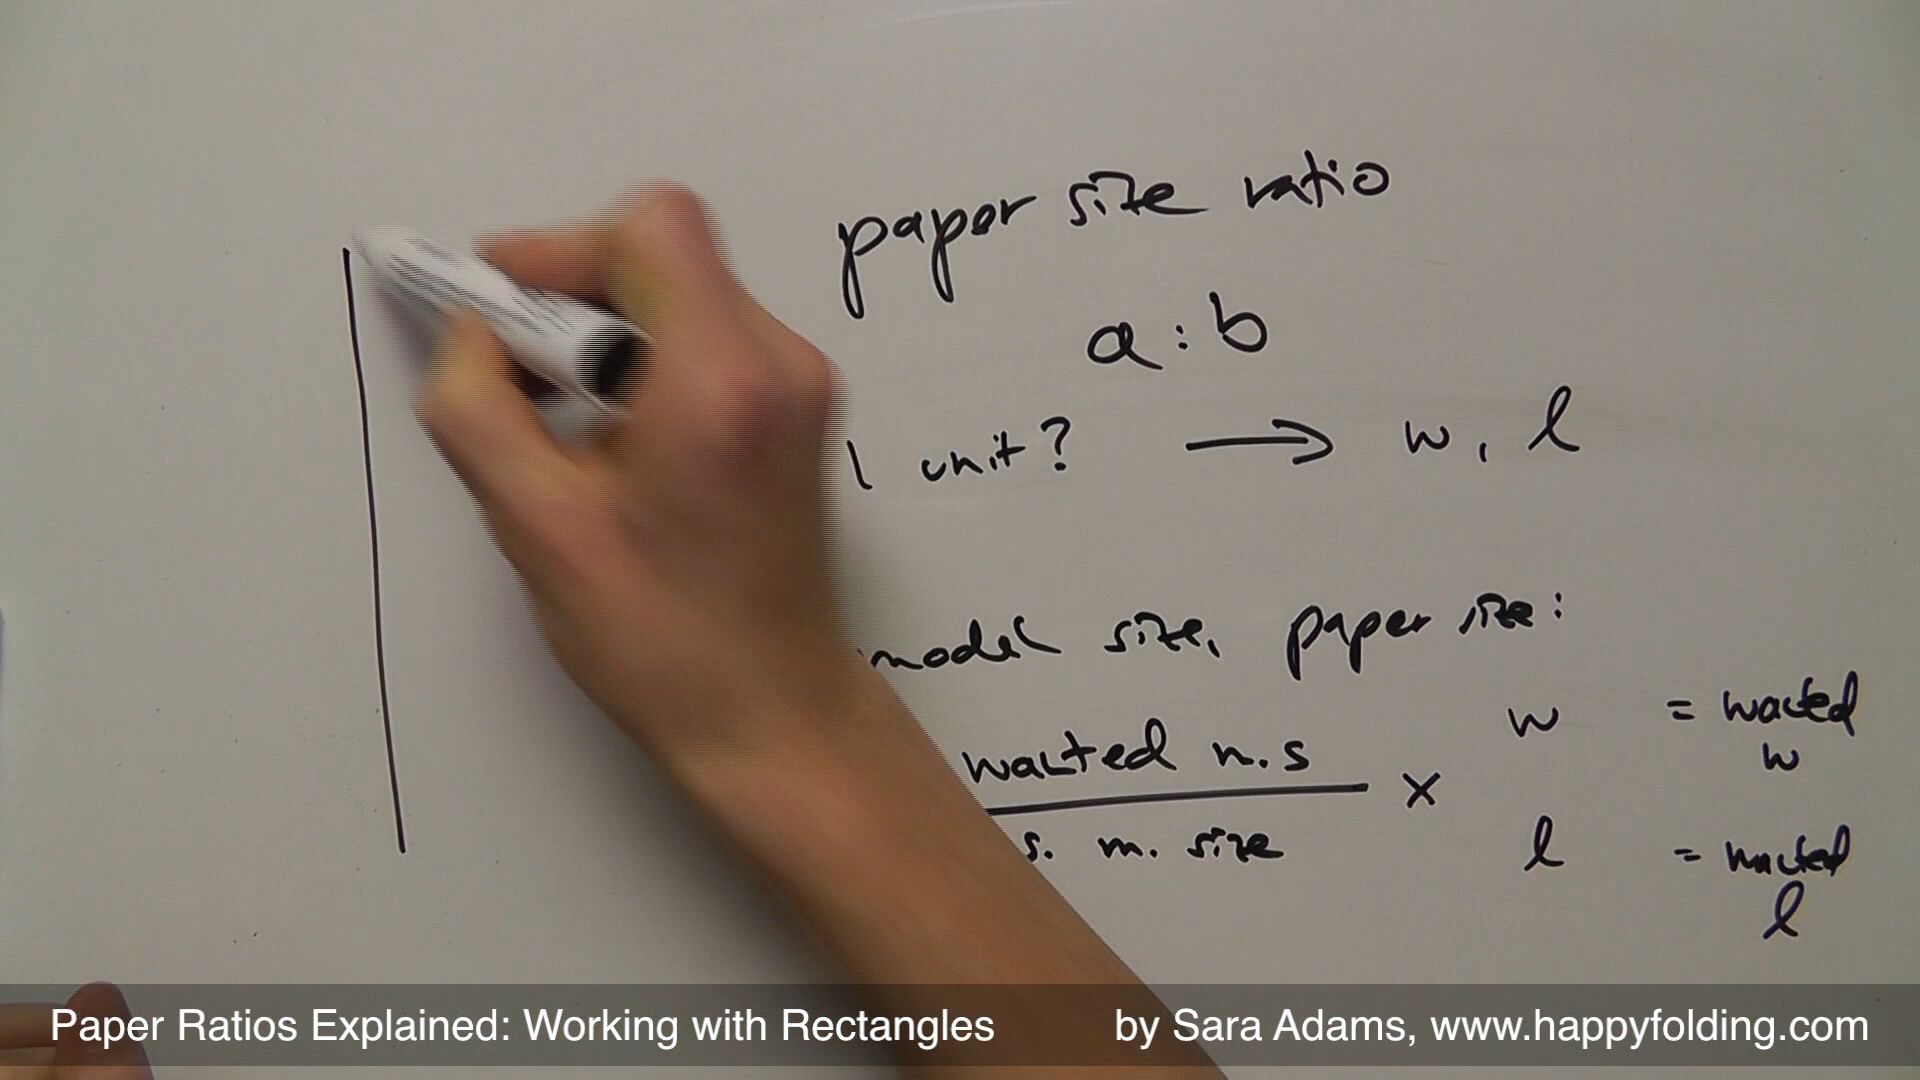 paper size ratio
a : b
1 unit? → w, l
model size, paper size:
wanted m.s
s. m. size
×
w = wanted
w
l = wanted
l
Paper Ratios Explained: Working with Rectangles by Sara Adams, www.happyfolding.com